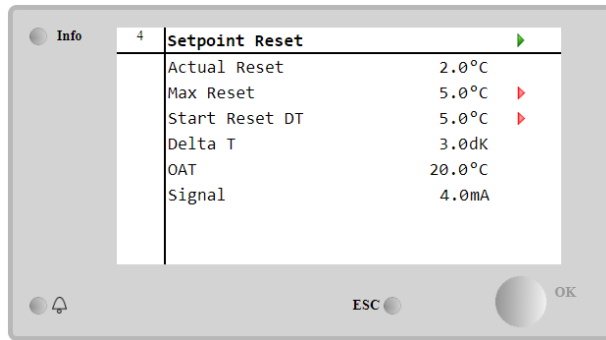 Info
4 Setpoint Reset
Actual Reset 2.0°C
Max Reset 5.0°C
Start Reset DT 5.0°C
Delta T 3.0dK
OAT 20.0°C
Signal 4.0mA
ESC OK